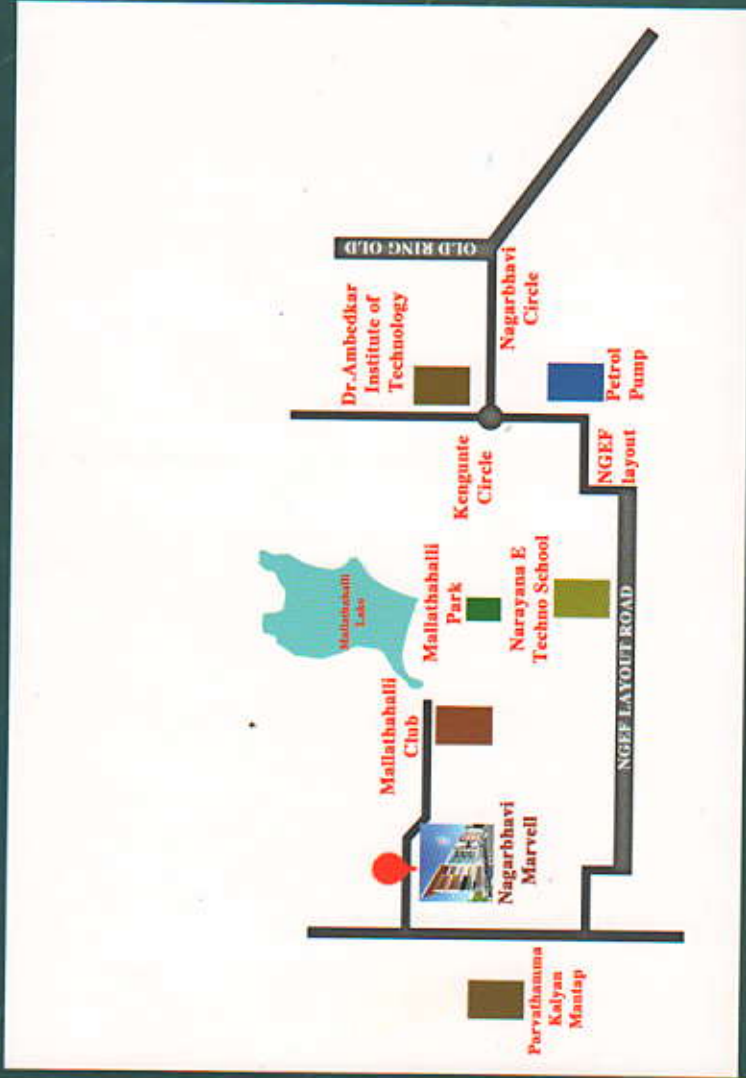 Mallathahalli
Lake
Dr.Ambedkar
Institute of
Technology
OLD RING OLD
Mallathahalli
Club
Mallathahalli
Park
Kengunte
Circle
Nagarbhavi
Marvell
Nagarbhavi
Circle
Narayana E
Techno School
Parvathamma
Kalyan
Mantap
NGEF
layout
Petrol
Pump
NGEF LAYOUT ROAD